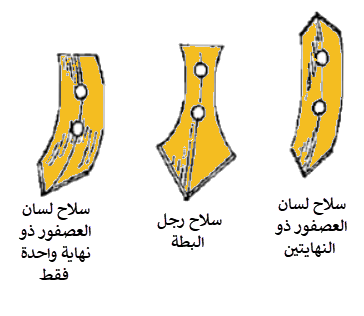 سلاح لسان
العصفور ذو
النهايتين
سلاح رجل
البطة
سلاح لسان
العصفور ذو
نهاية واحدة
فقط